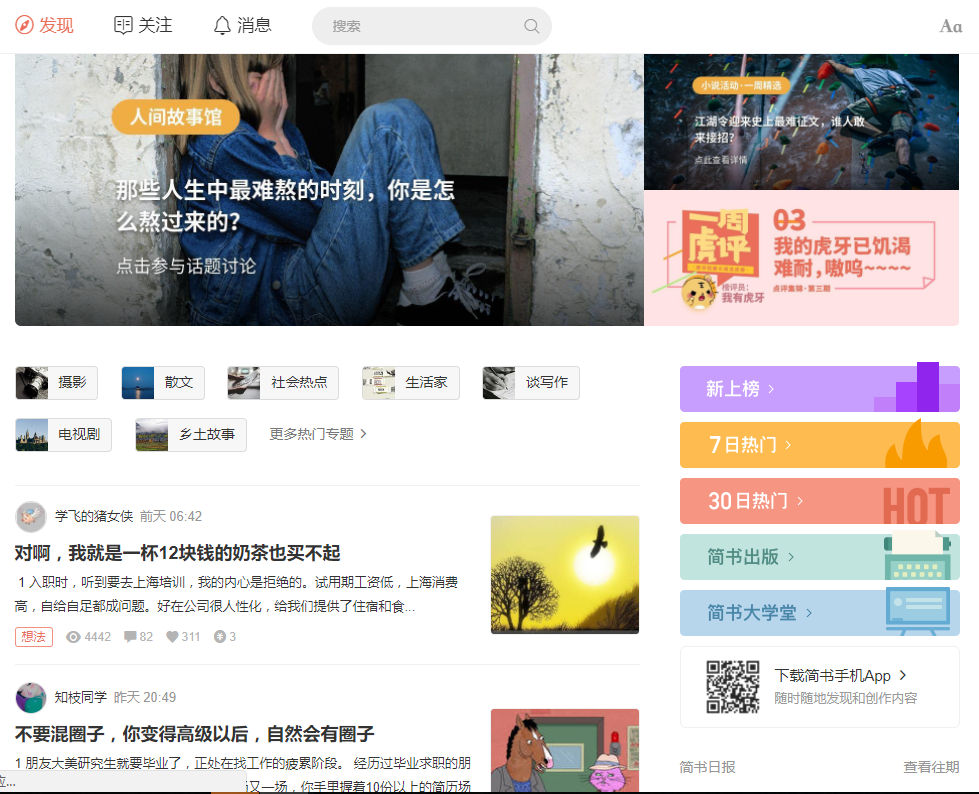 发现 关注 消息 搜索 Aa
人间故事馆
那些人生中最难熬的时刻，你是怎
么熬过来的？
点击参与话题讨论
小说活动·一周精选
江湖令迎来史上最难征文，谁人敢
来接招？
点此查看详情
一周
虎评
榜评员：
我有虎牙
03
我的虎牙已饥渴
难耐，嗷呜~~~~
点评集锦·第三期
摄影 散文 社会热点 生活家 谈写作
电视剧 乡土故事 更多热门专题 >
新上榜 >
7日热门 >
30日热门 >
HOT
简书出版 >
简书大学堂 >
下载简书手机App >
随时随地发现和创作内容
简书日报 查看往期
学飞的猪女侠 前天 06:42
对啊，我就是一杯12块钱的奶茶也买不起
1 入职时，听到要去上海培训，我的内心是拒绝的。试用期工资低，上海消费
高，自给自足都成问题。好在公司很人性化，给我们提供了住宿和食...
想法 4442 82 311 3
知枝同学 昨天 20:49
不要混圈子，你变得高级以后，自然会有圈子
1 朋友大美研究生就要毕业了，正处在找工作的疲累阶段。 经历过毕业求职的朋
又一场，你手里握着10份以上的简历场